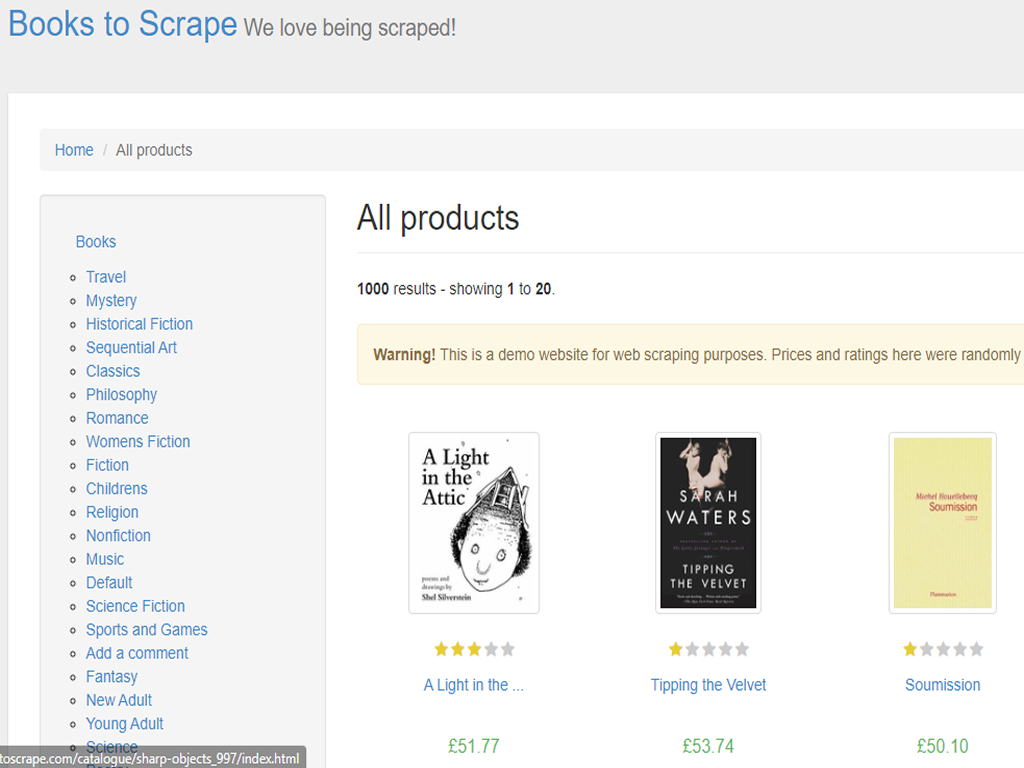 Books to Scrape We love being scraped!
Home / All products
Books
Travel
Mystery
Historical Fiction
Sequential Art
Classics
Philosophy
Romance
Womens Fiction
Fiction
Childrens
Religion
Nonfiction
Music
Default
Science Fiction
Sports and Games
Add a comment
Fantasy
New Adult
Young Adult
Science
toscrape.com/catalogue/sharp-objects_997/index.html
All products
1000 results - showing 1 to 20.
Warning! This is a demo website for web scraping purposes. Prices and ratings here were randomly
A Light
in the
Attic
poems and
drawings by
Shel Silverstein
A Light in the ...
£51.77
SARAH
WATERS
TIPPING
THE VELVET
Tipping the Velvet
£53.74
Michel Houellebecq
Soumission
Flammarion
Soumission
£50.10